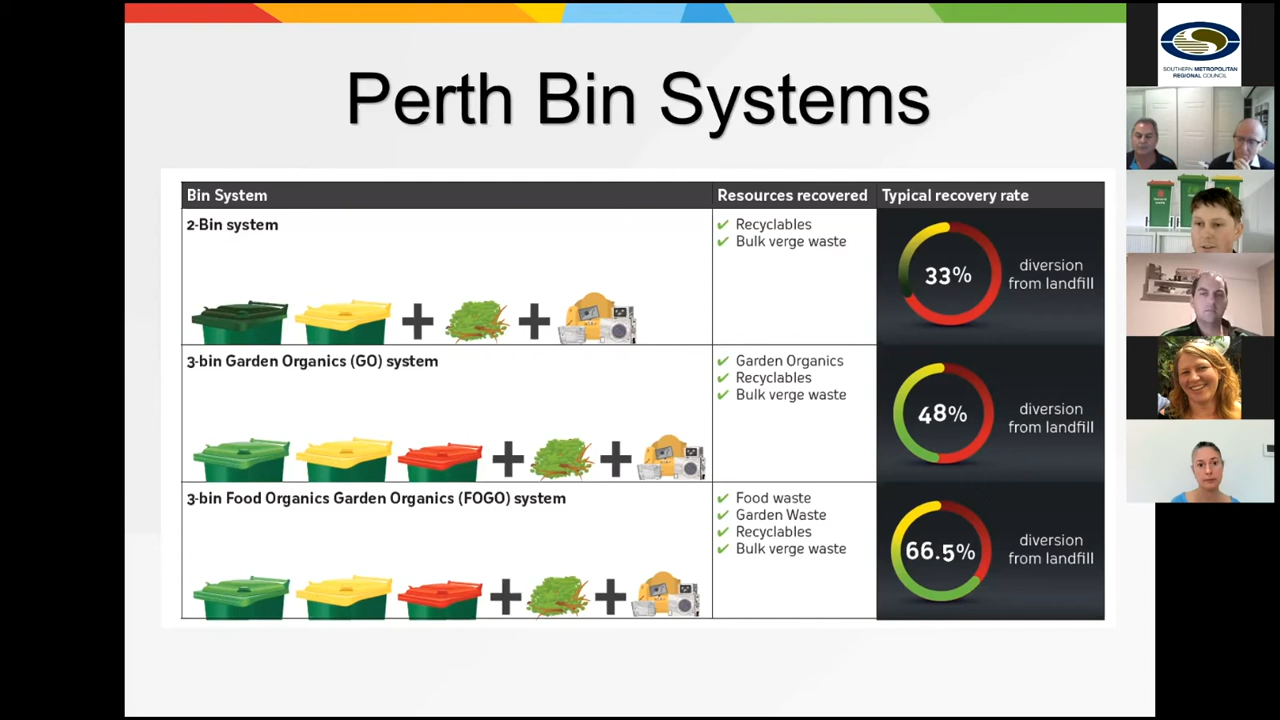 Perth Bin Systems
SOUTHERN METROPOLITAN
REGIONAL COUNCIL
Bin System
Resources recovered
Typical recovery rate
2-Bin system
✔ Recyclables
✔ Bulk verge waste
33%
diversion
from landfill
3-bin Garden Organics (GO) system
✔ Garden Organics
✔ Recyclables
✔ Bulk verge waste
48%
diversion
from landfill
3-bin Food Organics Garden Organics (FOGO) system
✔ Food waste
✔ Garden Waste
✔ Recyclables
✔ Bulk verge waste
66.5%
diversion
from landfill